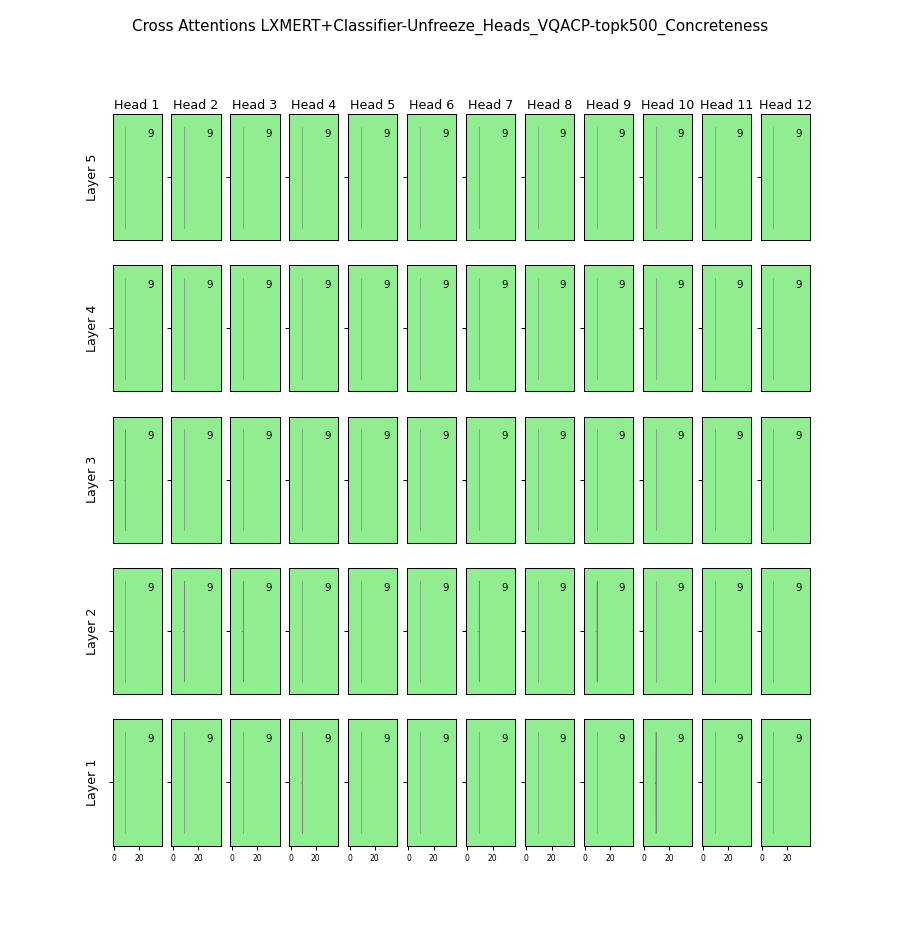 Cross Attentions LXMERT+Classifier-Unfreeze_Heads_VQACP-topk500_Concreteness
Head 1 Head 2 Head 3 Head 4 Head 5 Head 6 Head 7 Head 8 Head 9 Head 10 Head 11 Head 12
Layer 5
9 9 9 9 9 9 9 9 9 9 9 9
Layer 4
9 9 9 9 9 9 9 9 9 9 9 9
Layer 3
9 9 9 9 9 9 9 9 9 9 9 9
Layer 2
9 9 9 9 9 9 9 9 9 9 9 9
Layer 1
9 9 9 9 9 9 9 9 9 9 9 9
0 20 0 20 0 20 0 20 0 20 0 20 0 20 0 20 0 20 0 20 0 20 0 20